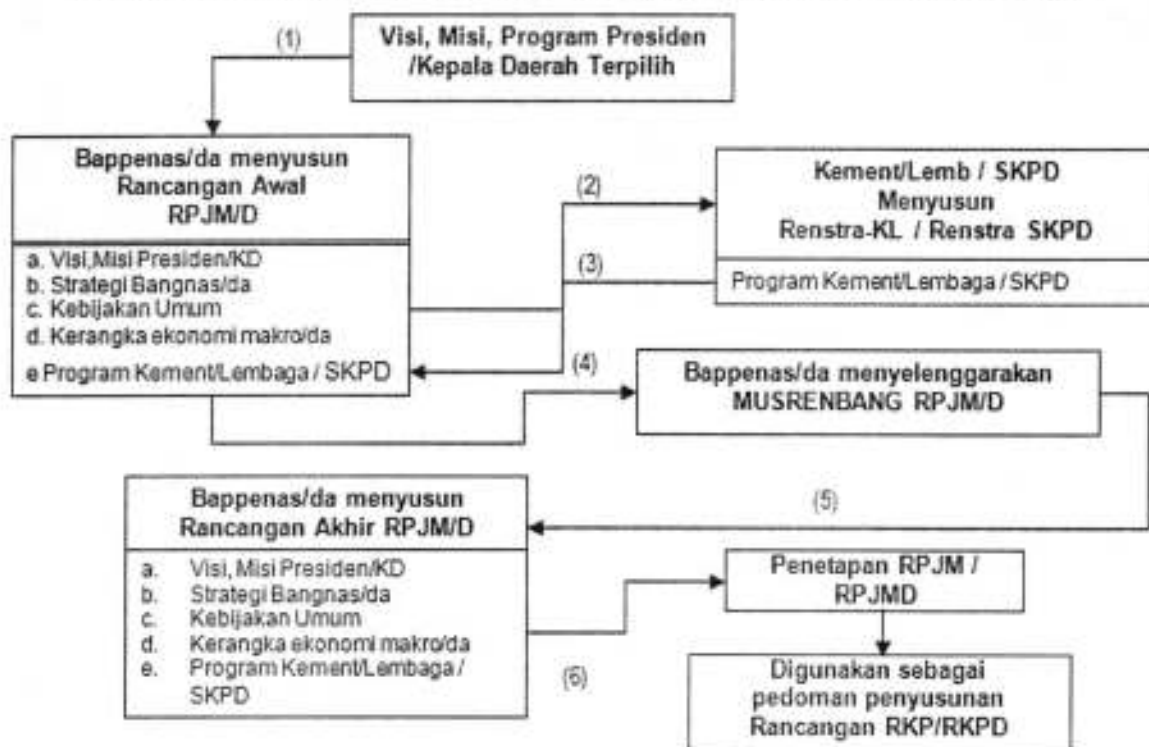 (1)
Visi, Misi, Program Presiden
/Kepala Daerah Terpilih
Bappenas/da menyusun
Rancangan Awal
RPJM/D
a. Visi,Misi Presiden/KD
b. Strategi Bangnas/da
c. Kebijakan Umum
d. Kerangka ekonomi makro/da
e Program Kement/Lembaga / SKPD
(2)
(3)
Kement/Lemb / SKPD
Menyusun
Renstra-KL / Renstra SKPD
Program Kement/Lembaga / SKPD
(4)
Bappenas/da menyelenggarakan
MUSRENBANG RPJM/D
(5)
Bappenas/da menyusun
Rancangan Akhir RPJM/D
a. Visi, Misi Presiden/KD
b. Strategi Bangnas/da
c. Kebijakan Umum
d. Kerangka ekonomi makro/da
e. Program Kement/Lembaga /
SKPD
(6)
Penetapan RPJM /
RPJMD
Digunakan sebagai
pedoman penyusunan
Rancangan RKP/RKPD